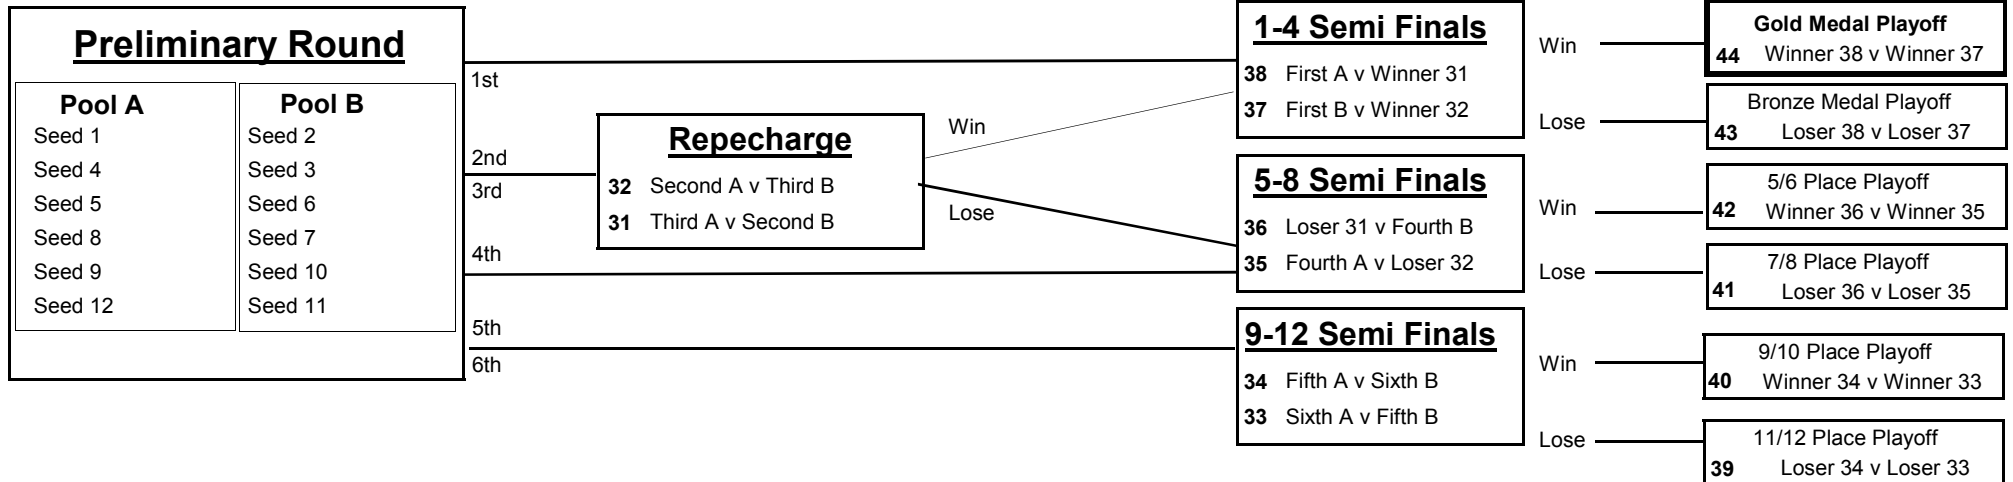 Preliminary Round
Pool A
Seed 1
Seed 4
Seed 5
Seed 8
Seed 9
Seed 12
Pool B
Seed 2
Seed 3
Seed 6
Seed 7
Seed 10
Seed 11
1st
2nd
3rd
4th
5th
6th
Repecharge
32 Second A v Third B
31 Third A v Second B
Win
Lose
1-4 Semi Finals
38 First A v Winner 31
37 First B v Winner 32
5-8 Semi Finals
36 Loser 31 v Fourth B
35 Fourth A v Loser 32
9-12 Semi Finals
34 Fifth A v Sixth B
33 Sixth A v Fifth B
Win
Lose
Win
Lose
Win
Lose
Gold Medal Playoff
44 Winner 38 v Winner 37
Bronze Medal Playoff
43 Loser 38 v Loser 37
5/6 Place Playoff
42 Winner 36 v Winner 35
7/8 Place Playoff
41 Loser 36 v Loser 35
9/10 Place Playoff
40 Winner 34 v Winner 33
11/12 Place Playoff
39 Loser 34 v Loser 33